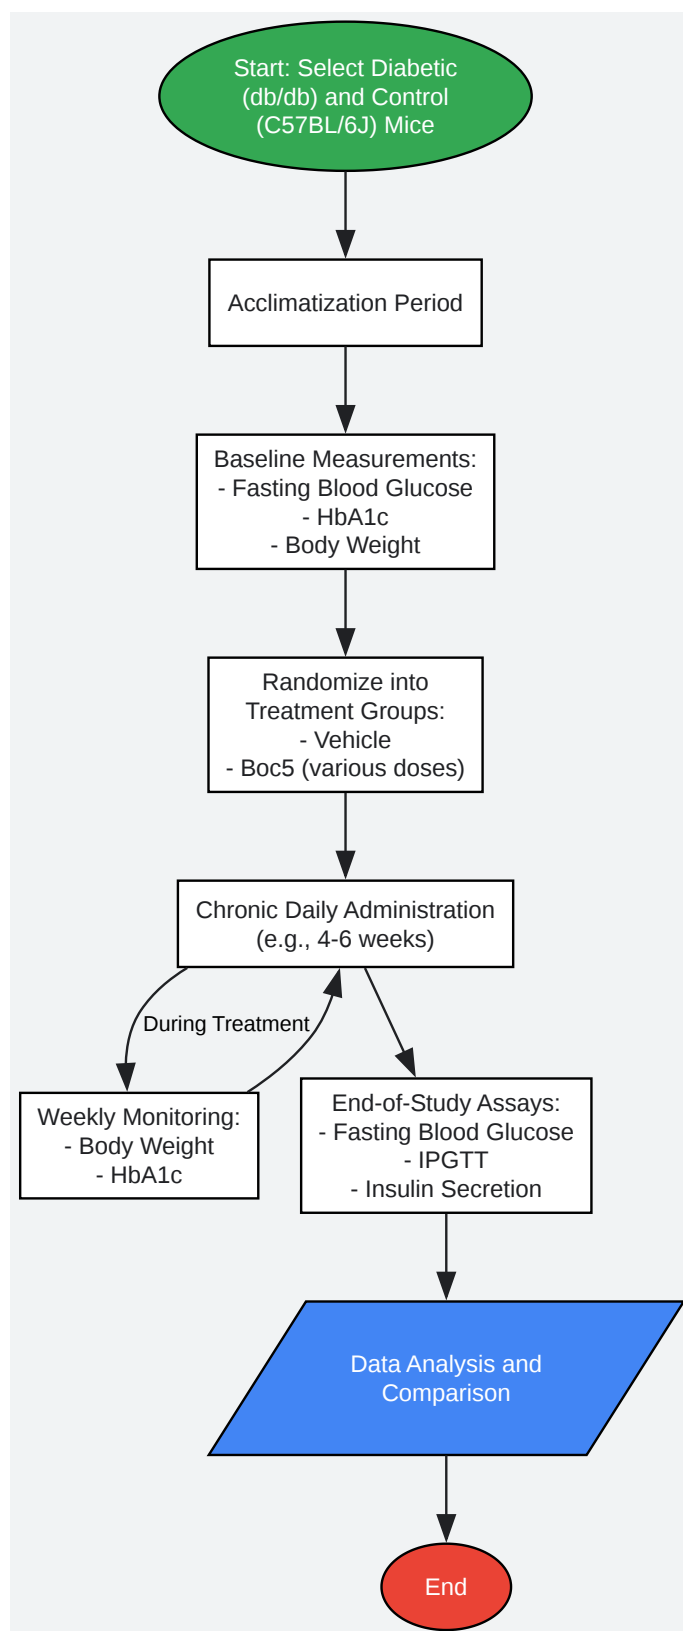 Start: Select Diabetic
(db/db) and Control
(C57BL/6J) Mice
Acclimatization Period
Baseline Measurements:
- Fasting Blood Glucose
- HbA1c
- Body Weight
Randomize into
Treatment Groups:
- Vehicle
- Boc5 (various doses)
Chronic Daily Administration
(e.g., 4-6 weeks)
During Treatment
Weekly Monitoring:
- Body Weight
- HbA1c
End-of-Study Assays:
- Fasting Blood Glucose
- IPGTT
- Insulin Secretion
Data Analysis and
Comparison
End